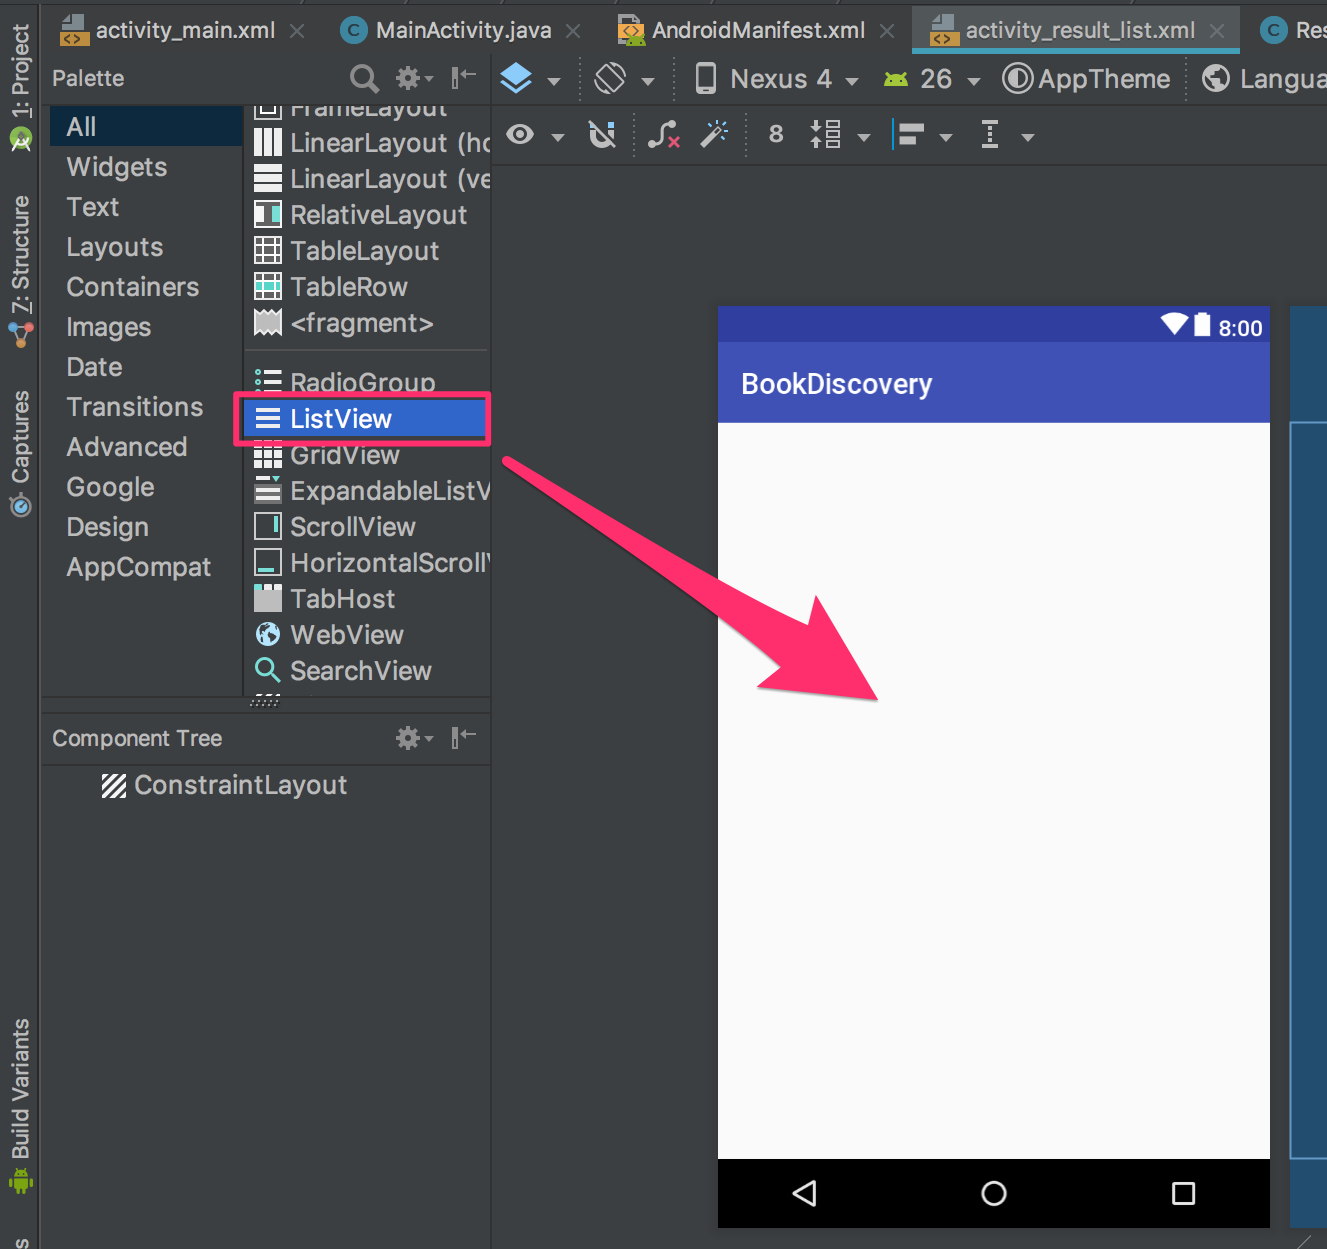 activity_main.xml
MainActivity.java
AndroidManifest.xml
activity_result_list.xml
Res
1: Project
Palette
Nexus 4
26
AppTheme
Langua
8
All
Widgets
Text
Layouts
Containers
Images
Date
Transitions
Advanced
Google
Design
AppCompat
FrameLayout
LinearLayout (ho
LinearLayout (ve
RelativeLayout
TableLayout
TableRow
<fragment>
RadioGroup
ListView
GridView
ExpandableListV
ScrollView
HorizontalScrollV
TabHost
WebView
SearchView
Z: Structure
Captures
Component Tree
ConstraintLayout
8:00
BookDiscovery
Build Variants